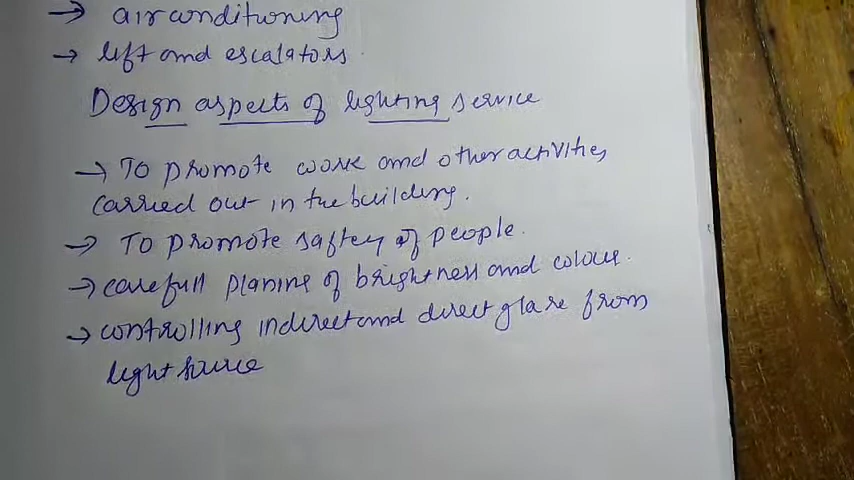 → airconditioning
→ lift and escalators
Design aspects of lighting service
→ To promote work and other activities
carried out in the building.
→ To promote saftey of people.
→ carefull planing of brightness and colour.
→ controlling indirect and direct glare from
light source